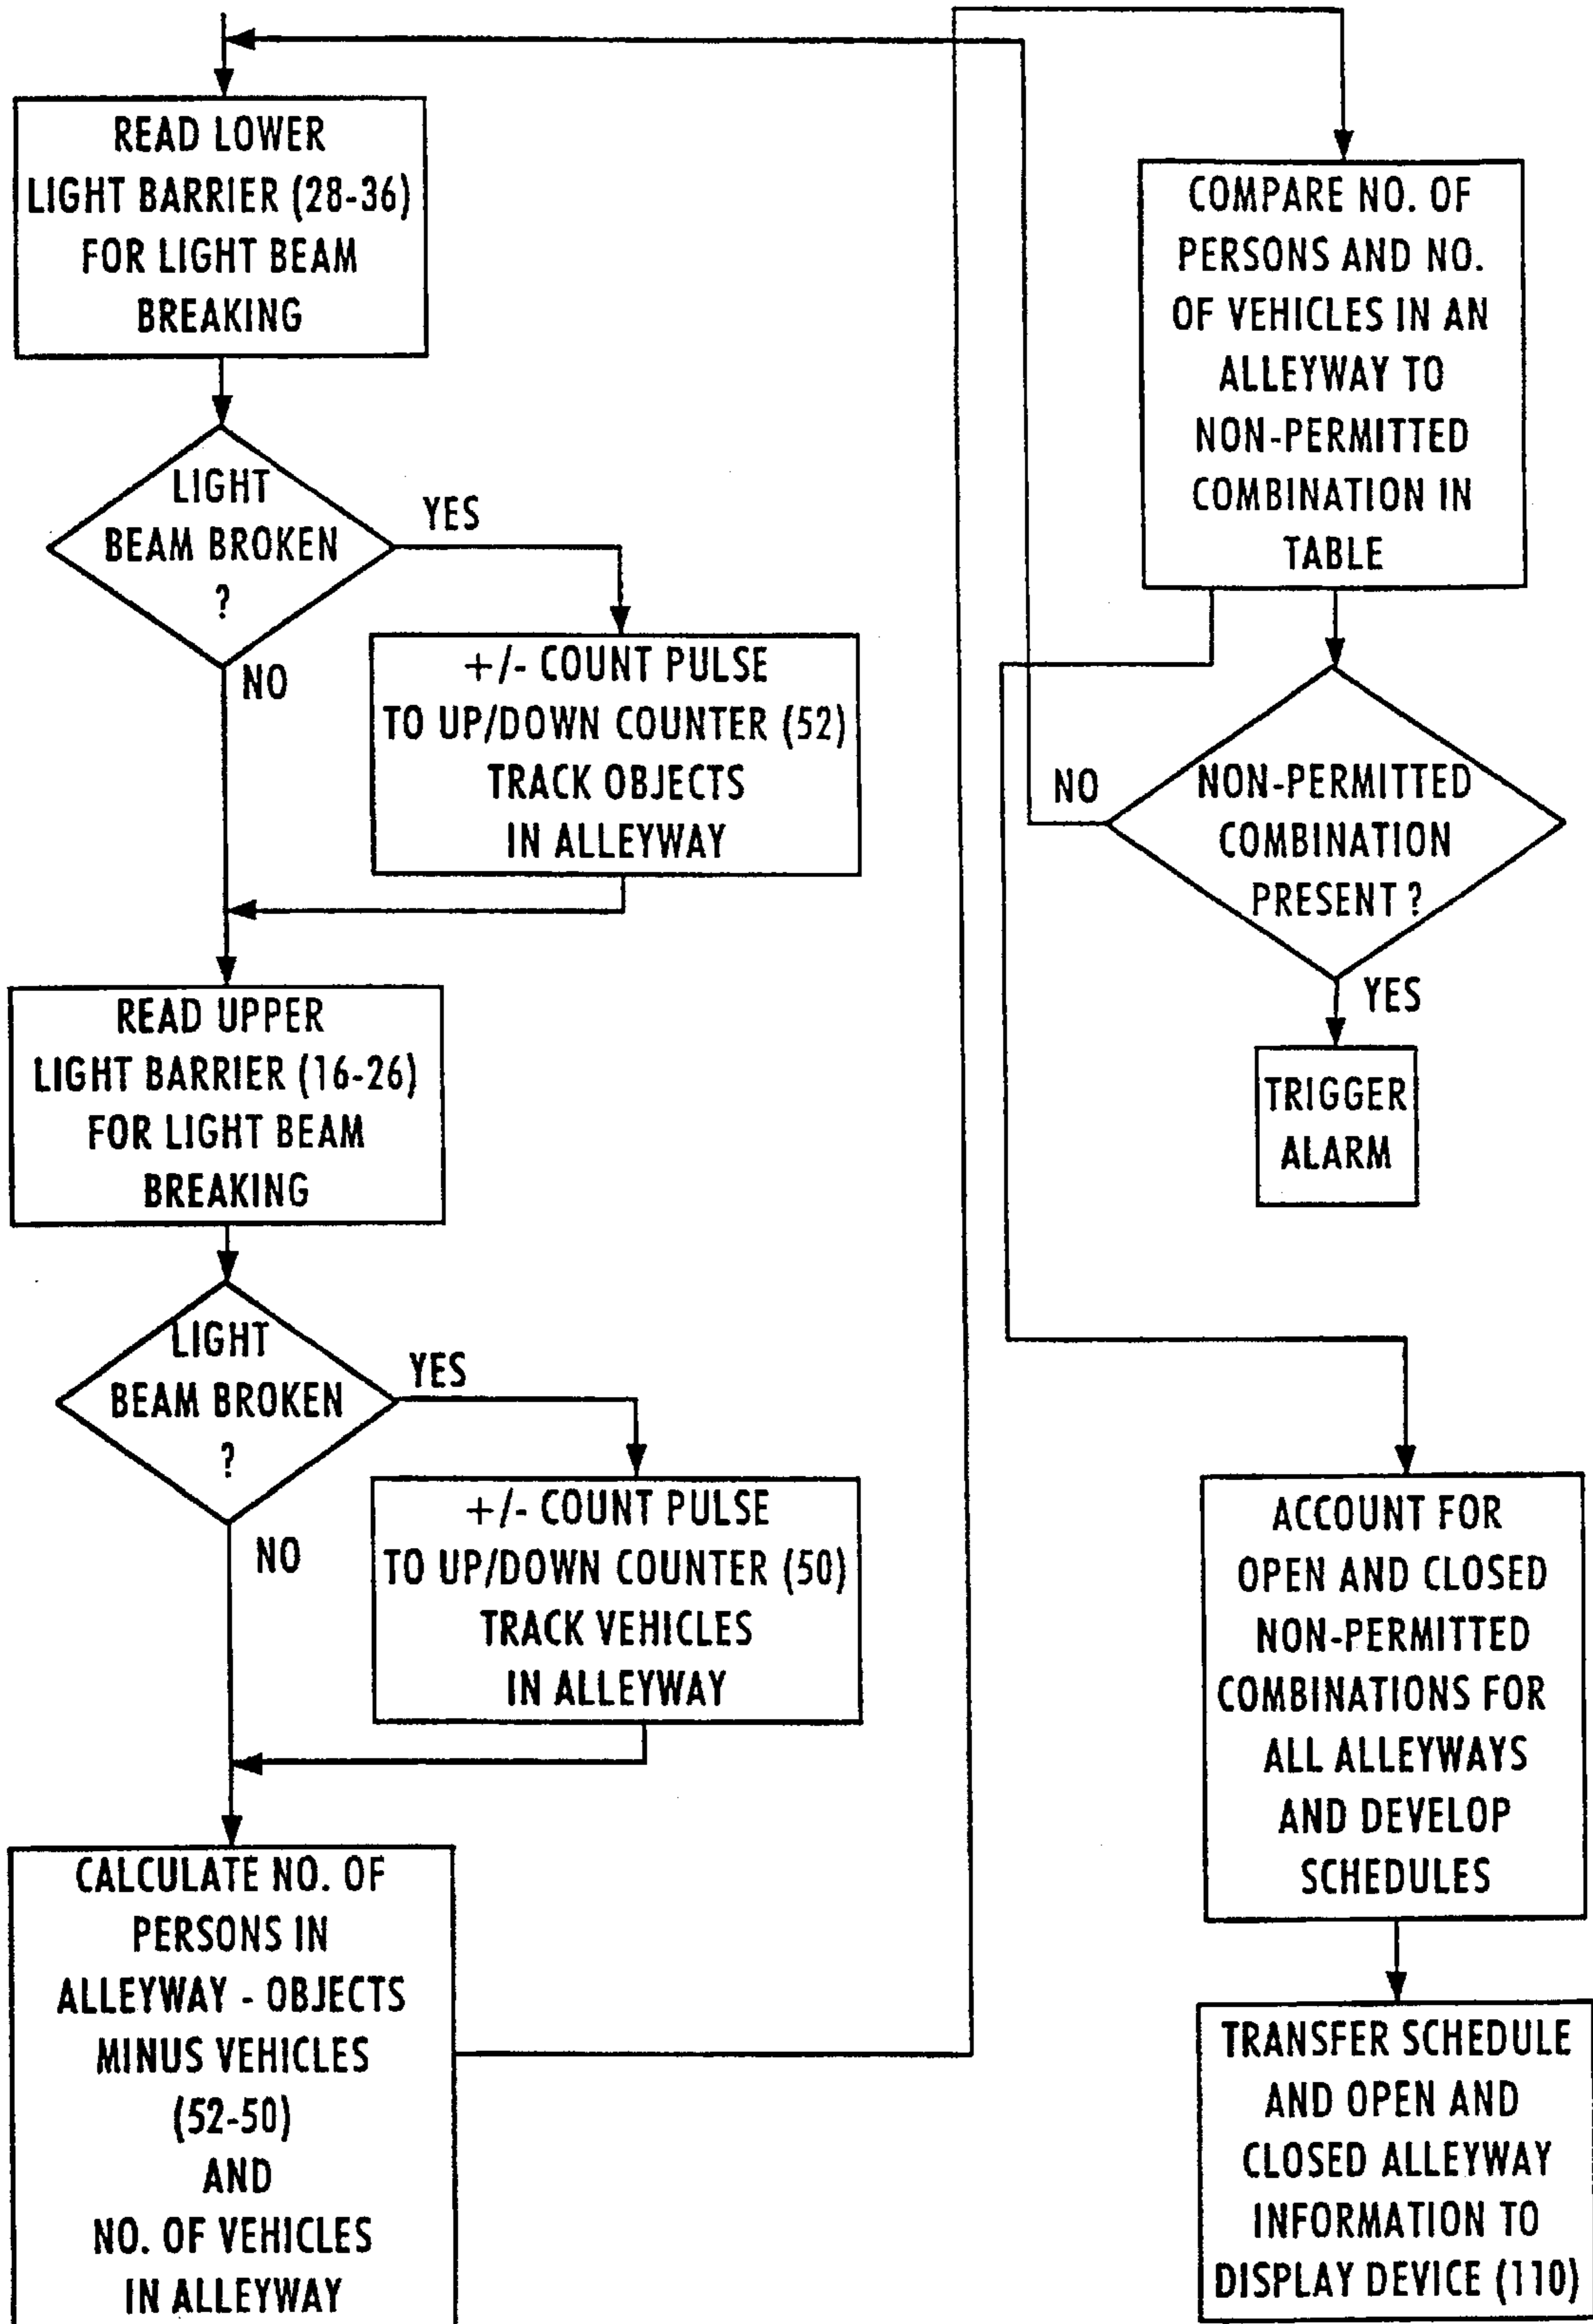 READ LOWER
LIGHT BARRIER (28-36)
FOR LIGHT BEAM
BREAKING
LIGHT
BEAM BROKEN
?
YES
NO
+/- COUNT PULSE
TO UP/DOWN COUNTER (52)
TRACK OBJECTS
IN ALLEYWAY
READ UPPER
LIGHT BARRIER (16-26)
FOR LIGHT BEAM
BREAKING
LIGHT
BEAM BROKEN
?
YES
NO
+/- COUNT PULSE
TO UP/DOWN COUNTER (50)
TRACK VEHICLES
IN ALLEYWAY
CALCULATE NO. OF
PERSONS IN
ALLEYWAY - OBJECTS
MINUS VEHICLES
(52-50)
AND
NO. OF VEHICLES
IN ALLEYWAY
COMPARE NO. OF
PERSONS AND NO.
OF VEHICLES IN AN
ALLEYWAY TO
NON-PERMITTED
COMBINATION IN
TABLE
NO
NON-PERMITTED
COMBINATION
PRESENT ?
YES
TRIGGER
ALARM
ACCOUNT FOR
OPEN AND CLOSED
NON-PERMITTED
COMBINATIONS FOR
ALL ALLEYWAYS
AND DEVELOP
SCHEDULES
TRANSFER SCHEDULE
AND OPEN AND
CLOSED ALLEYWAY
INFORMATION TO
DISPLAY DEVICE (110)